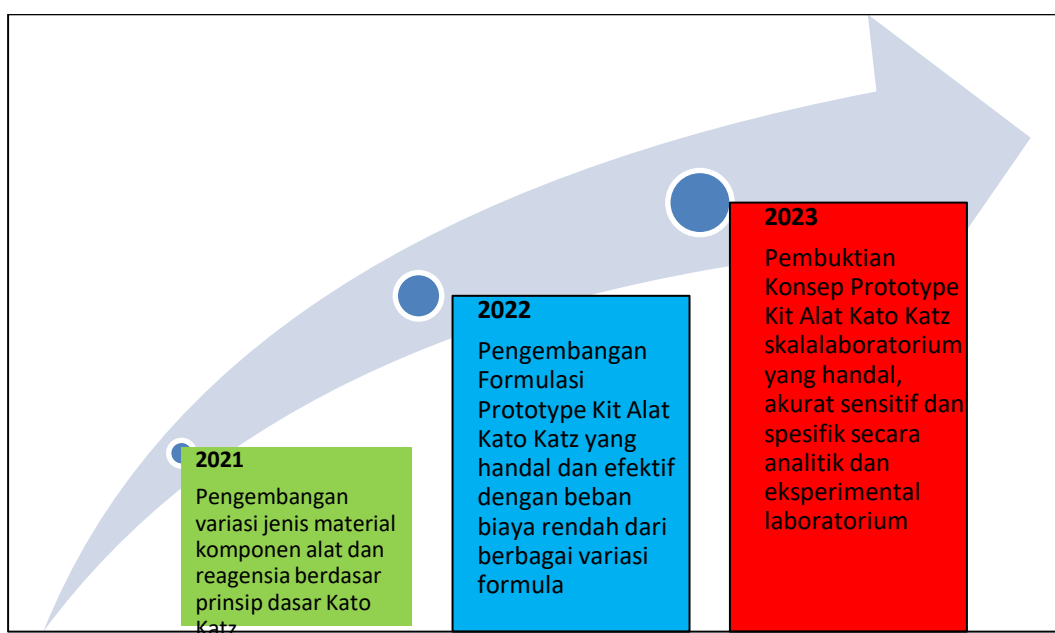 2021
Pengembangan
variasi jenis material
komponen alat dan
reagensia berdasar
prinsip dasar Kato
Katz
2022
Pengembangan
Formulasi
Prototype Kit Alat
Kato Katz yang
handal dan efektif
dengan beban
biaya rendah dari
berbagai variasi
formula
2023
Pembuktian
Konsep Prototype
Kit Alat Kato Katz
skalalaboratorium
yang handal,
akurat sensitif dan
spesifik secara
analitik dan
eksperimental
laboratorium